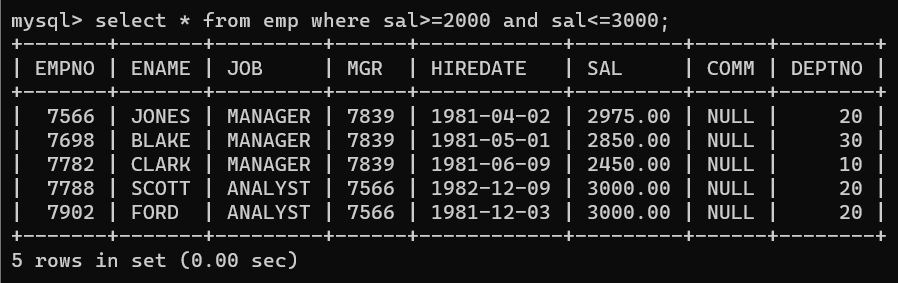 mysql> select * from emp where sal>=2000 and sal<=3000;
+-------+-------+---------+------+------------+---------+------+--------+
| EMPNO | ENAME | JOB     | MGR  | HIREDATE   | SAL     | COMM | DEPTNO |
+-------+-------+---------+------+------------+---------+------+--------+
|  7566 | JONES | MANAGER | 7839 | 1981-04-02 | 2975.00 | NULL |     20 |
|  7698 | BLAKE | MANAGER | 7839 | 1981-05-01 | 2850.00 | NULL |     30 |
|  7782 | CLARK | MANAGER | 7839 | 1981-06-09 | 2450.00 | NULL |     10 |
|  7788 | SCOTT | ANALYST | 7566 | 1982-12-09 | 3000.00 | NULL |     20 |
|  7902 | FORD  | ANALYST | 7566 | 1981-12-03 | 3000.00 | NULL |     20 |
+-------+-------+---------+------+------------+---------+------+--------+
5 rows in set (0.00 sec)